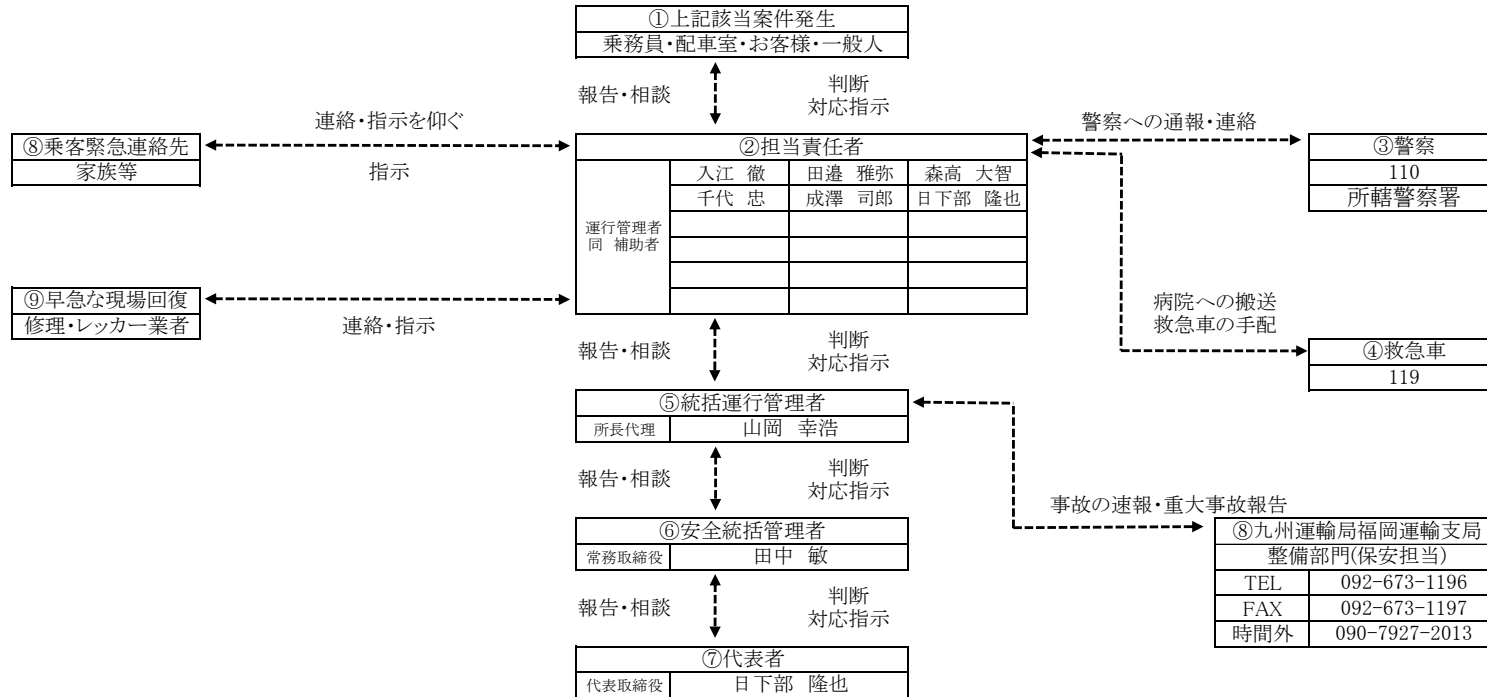 ①上記該当案件発生
乗務員・配車室・お客様・一般人
報告・相談
判断
対応指示
連絡・指示を仰ぐ
警察への通報・連絡
⑧乗客緊急連絡先
家族等
指示
②担当責任者
運行管理者
同 補助者
入江 徹 田邉 雅弥 森高 大智
千代 忠 成澤 司郎 日下部 隆也
③警察
110
所轄警察署
⑨早急な現場回復
修理・レッカー業者
連絡・指示
病院への搬送
救急車の手配
④救急車
119
報告・相談
判断
対応指示
⑤統括運行管理者
所長代理 山岡 幸浩
報告・相談
判断
対応指示
事故の速報・重大事故報告
⑥安全統括管理者
常務取締役 田中 敏
⑧九州運輸局福岡運輸支局
整備部門(保安担当)
TEL 092-673-1196
FAX 092-673-1197
時間外 090-7927-2013
報告・相談
判断
対応指示
⑦代表者
代表取締役 日下部 隆也